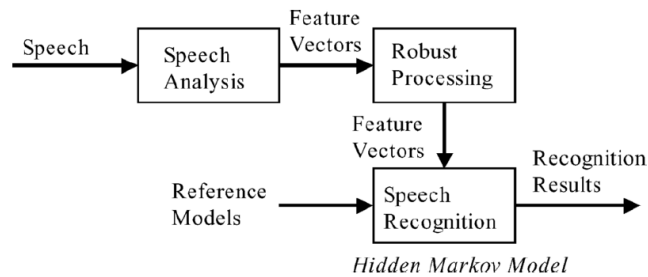 Speech
Speech
Analysis
Feature
Vectors
Robust
Processing
Feature
Vectors
Reference
Models
Speech
Recognition
Recognition
Results
Hidden Markov Model